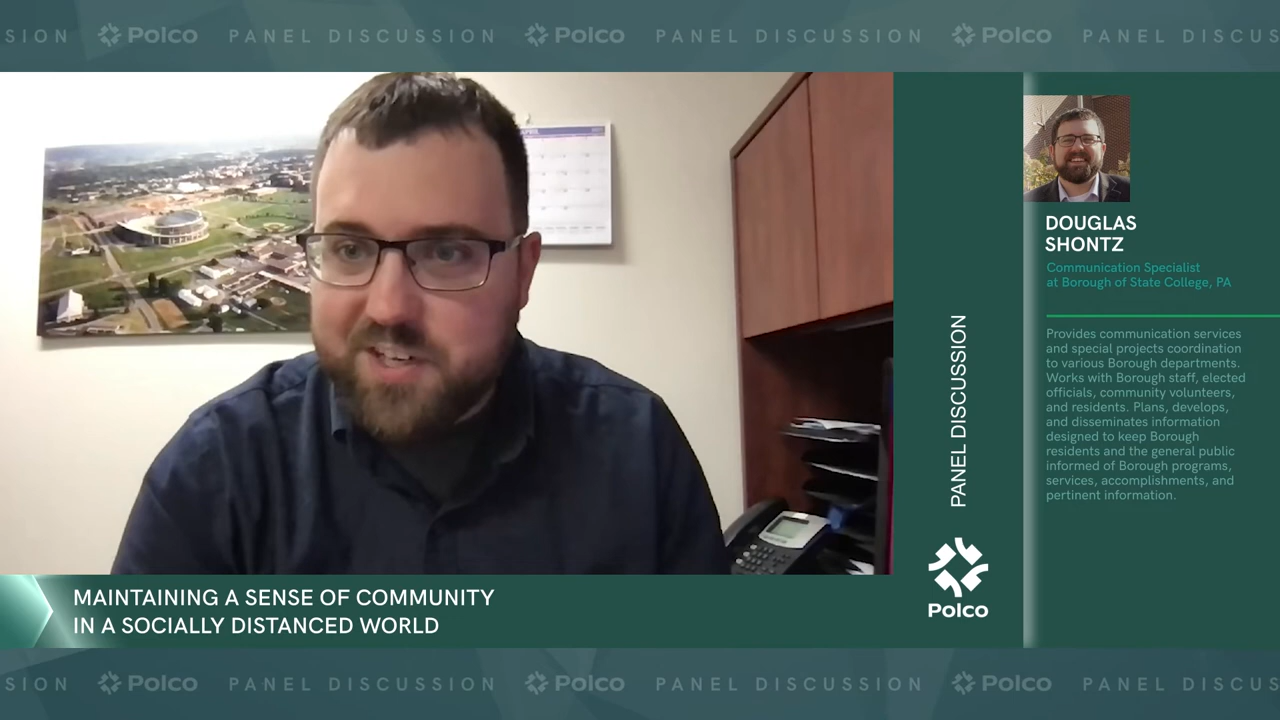 SION Polco PANEL DISCUSSION Polco PANEL DISCUSSION Polco PANEL DISCUS
APRIL
DOUGLAS
SHONTZ
Communication Specialist
at Borough of State College, PA
Provides communication services
and special projects coordination
to various Borough departments.
Works with Borough staff, elected
officials, community volunteers,
and residents. Plans, develops,
and disseminates information
designed to keep Borough
residents and the general public
informed of Borough programs,
services, accomplishments, and
pertinent information.
PANEL DISCUSSION
Polco
MAINTAINING A SENSE OF COMMUNITY
IN A SOCIALLY DISTANCED WORLD
SION Polco PANEL DISCUSSION Polco PANEL DISCUSSION Polco PANEL DISCUS